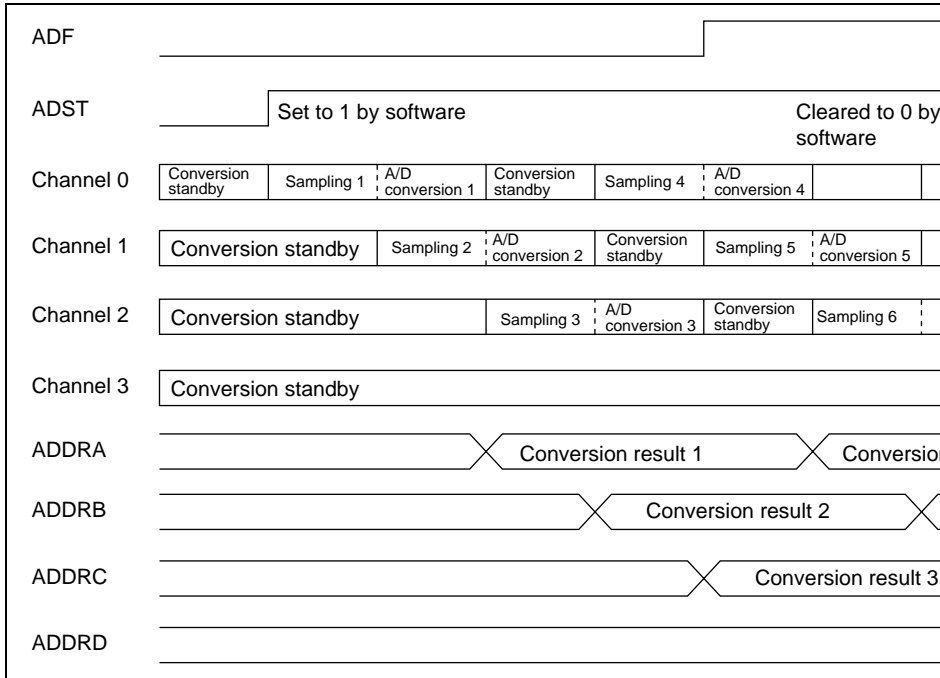 ADF
ADST
Set to 1 by software
Cleared to 0 by
software
Channel 0
Conversion
standby
Sampling 1
A/D
conversion 1
Conversion
standby
Sampling 4
A/D
conversion 4
Channel 1
Conversion standby
Sampling 2
A/D
conversion 2
Conversion
standby
Sampling 5
A/D
conversion 5
Channel 2
Conversion standby
Sampling 3
A/D
conversion 3
Conversion
standby
Sampling 6
Channel 3
Conversion standby
ADDRA
Conversion result 1
ADDRB
Conversion result 2
ADDRC
Conversion result 3
ADDRD